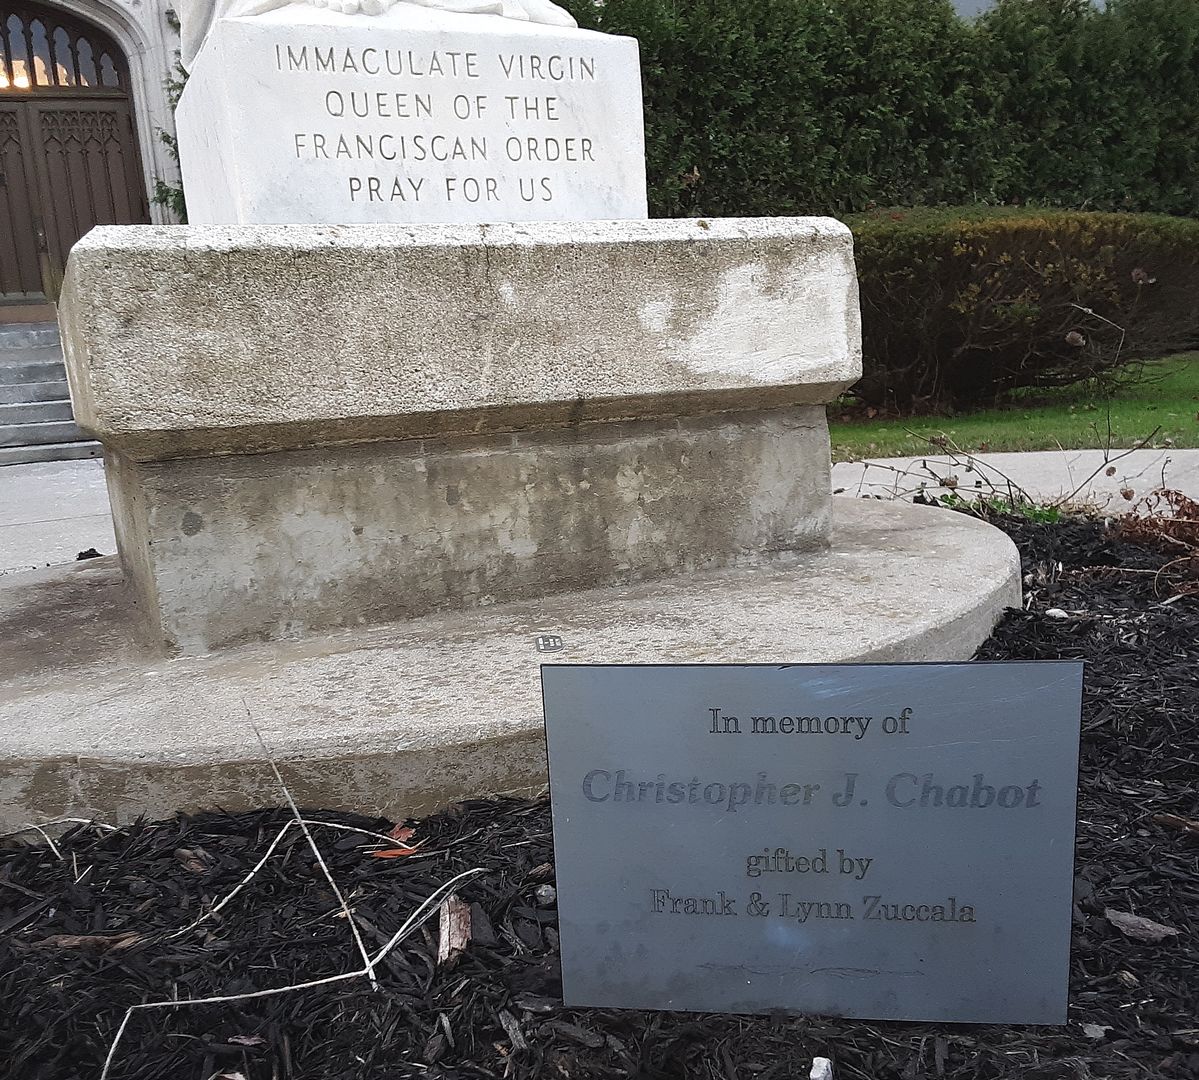 IMMACULATE VIRGIN
QUEEN OF THE
FRANCISCAN ORDER
PRAY FOR US
In memory of
Christopher J. Chabot
gifted by
Frank & Lynn Zuccala